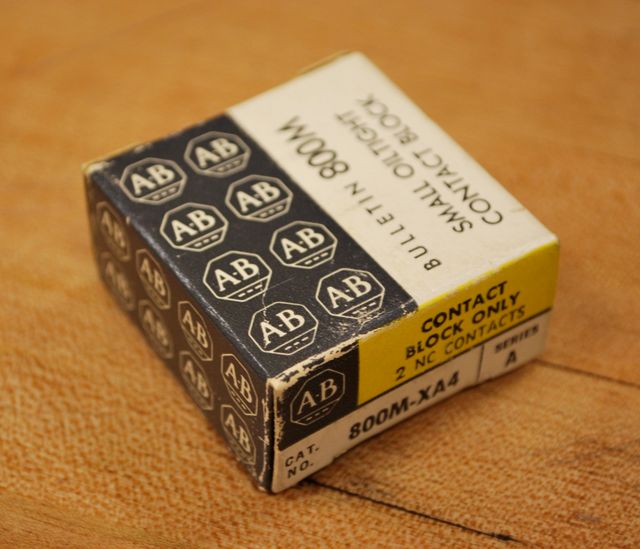 A-B A-B
A-B A-B
A-B A-B
A-B A-B
BULLETIN 800M
SMALL OILTIGHT
CONTACT BLOCK
A-B A-B A-B A-B
A-B A-B A-B A-B
A-B
CONTACT
BLOCK ONLY
2 NC CONTACTS
CAT.
NO.
800M-XA4
SERIES
A